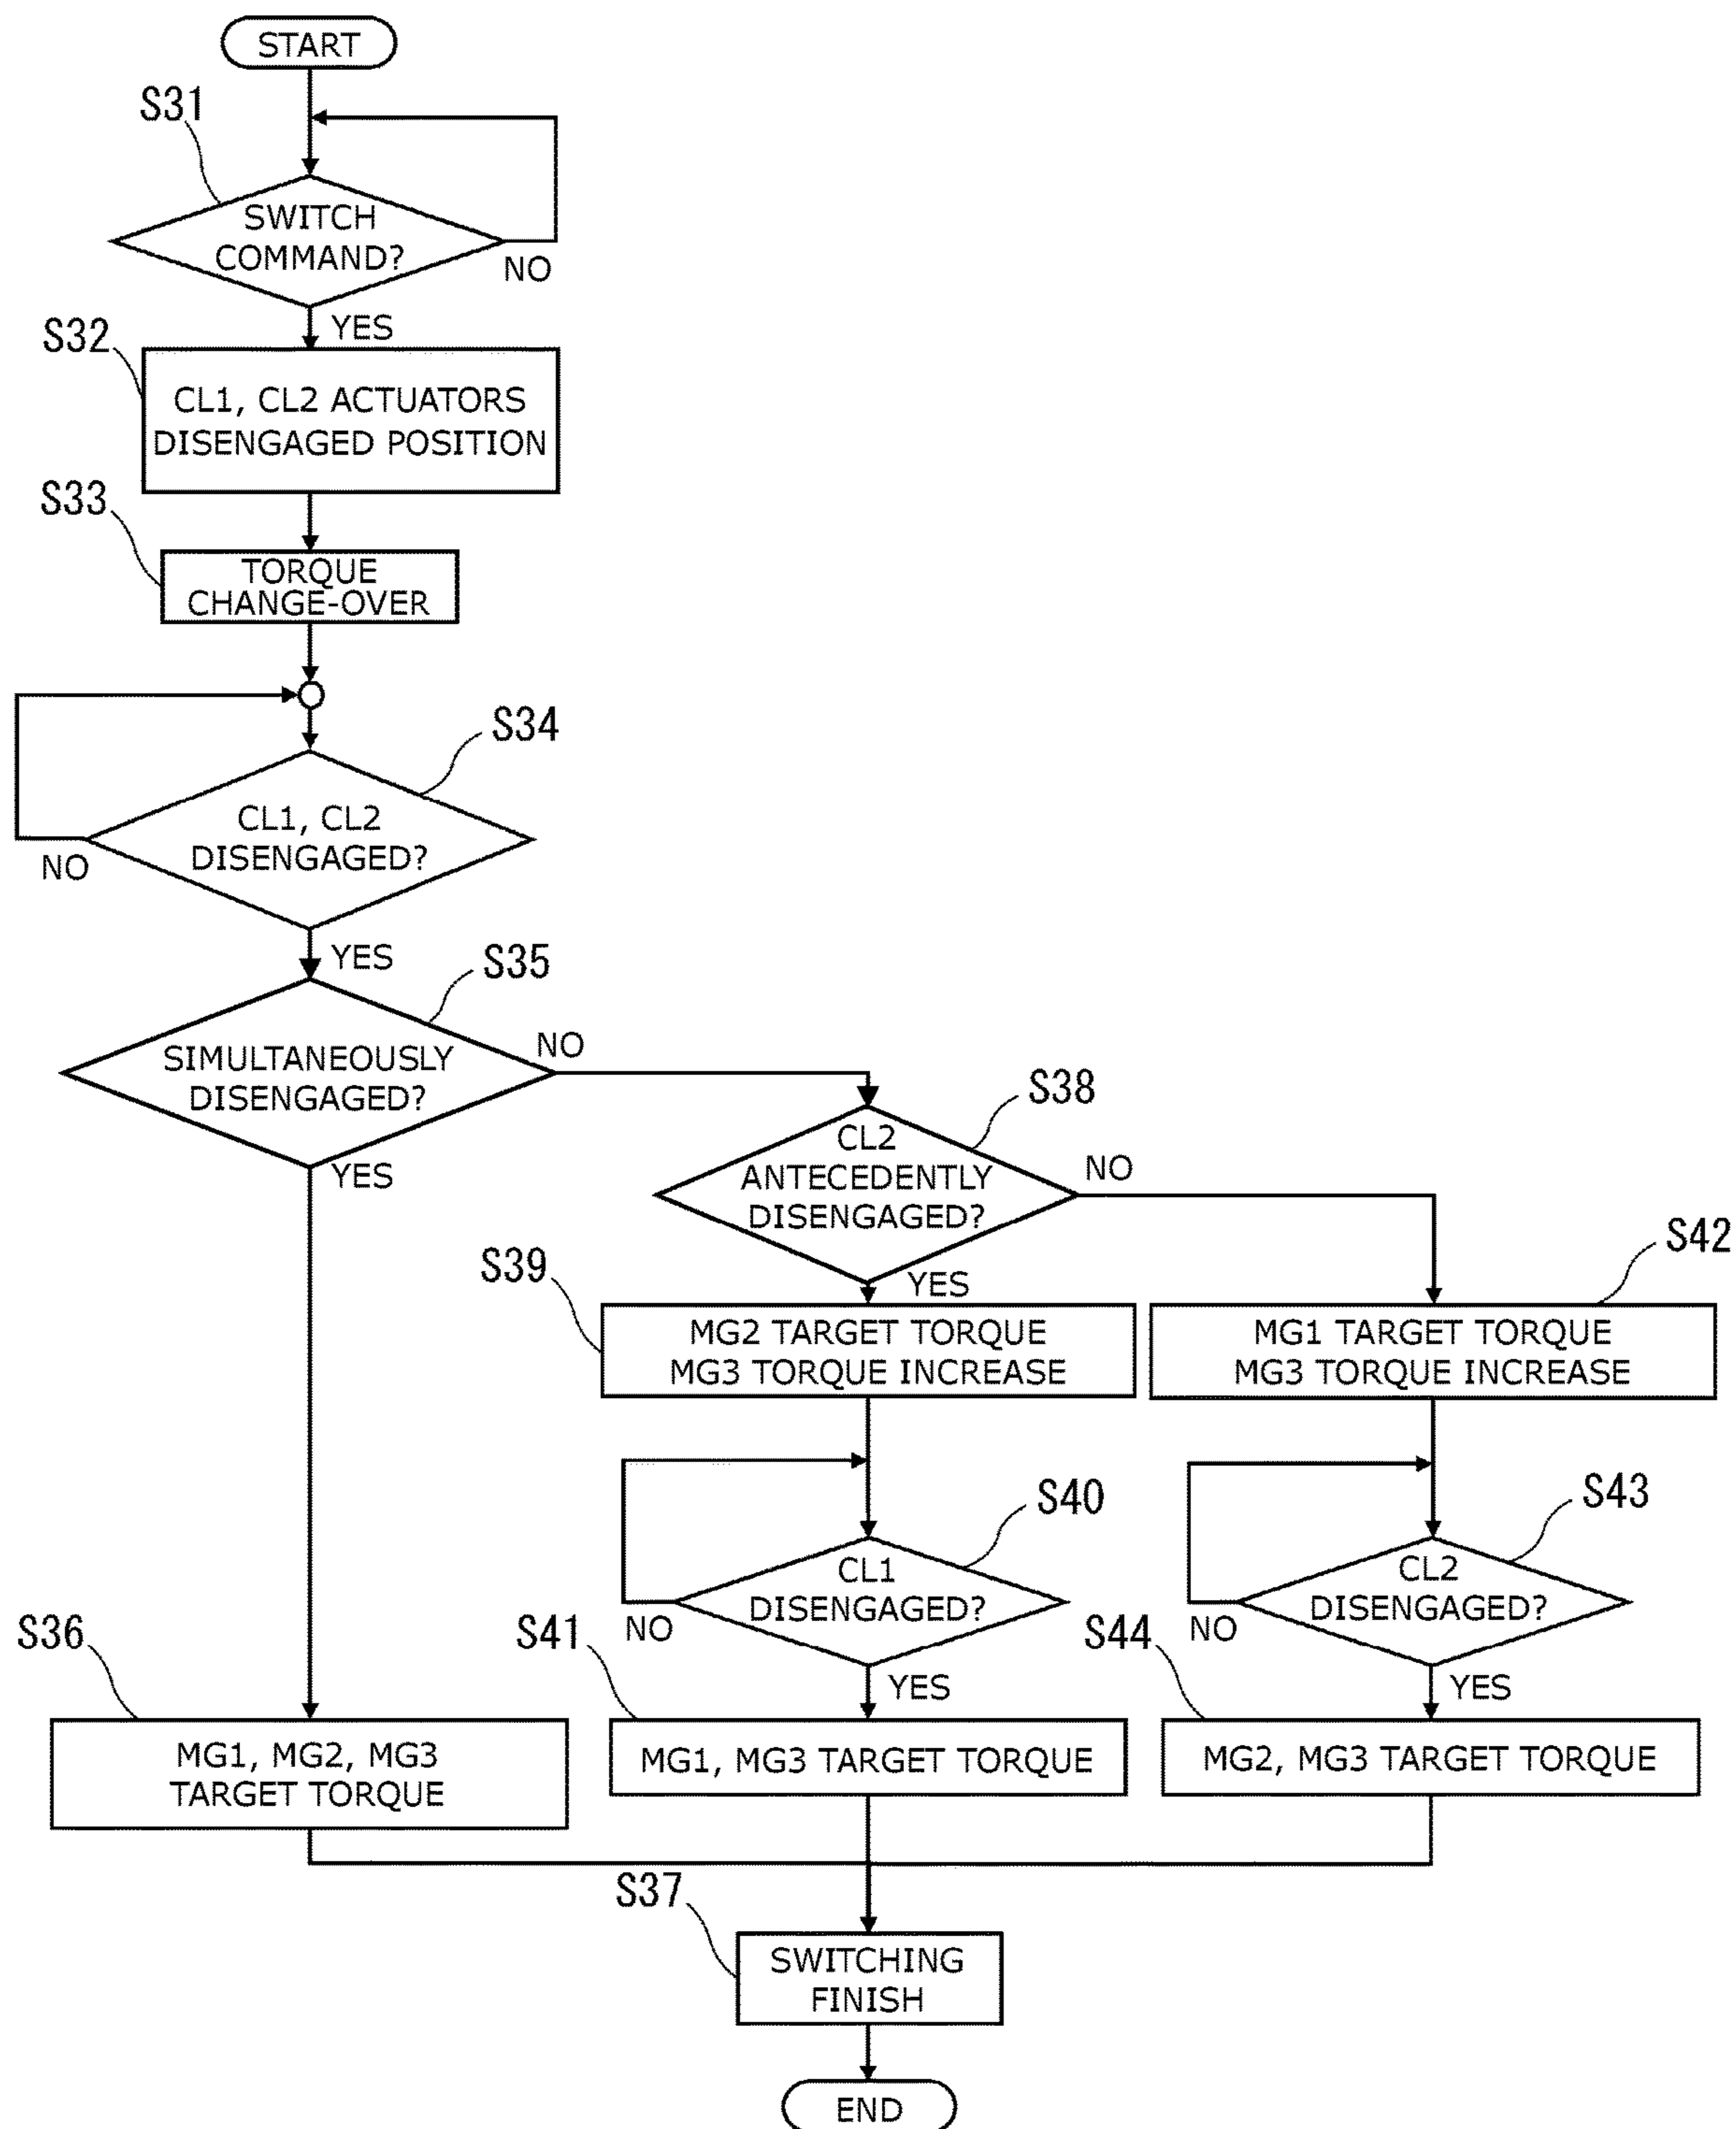 START
S31
SWITCH
COMMAND?
NO
YES
S32
CL1, CL2 ACTUATORS
DISENGAGED POSITION
S33
TORQUE
CHANGE-OVER
S34
CL1, CL2
DISENGAGED?
NO
YES
S35
SIMULTANEOUSLY
DISENGAGED?
NO
YES
S38
CL2
ANTECEDENTLY
DISENGAGED?
NO
YES
S39
MG2 TARGET TORQUE
MG3 TORQUE INCREASE
S42
MG1 TARGET TORQUE
MG3 TORQUE INCREASE
S40
CL1
DISENGAGED?
NO
YES
S43
CL2
DISENGAGED?
NO
YES
S36
MG1, MG2, MG3
TARGET TORQUE
S41
MG1, MG3 TARGET TORQUE
S44
MG2, MG3 TARGET TORQUE
S37
SWITCHING
FINISH
END